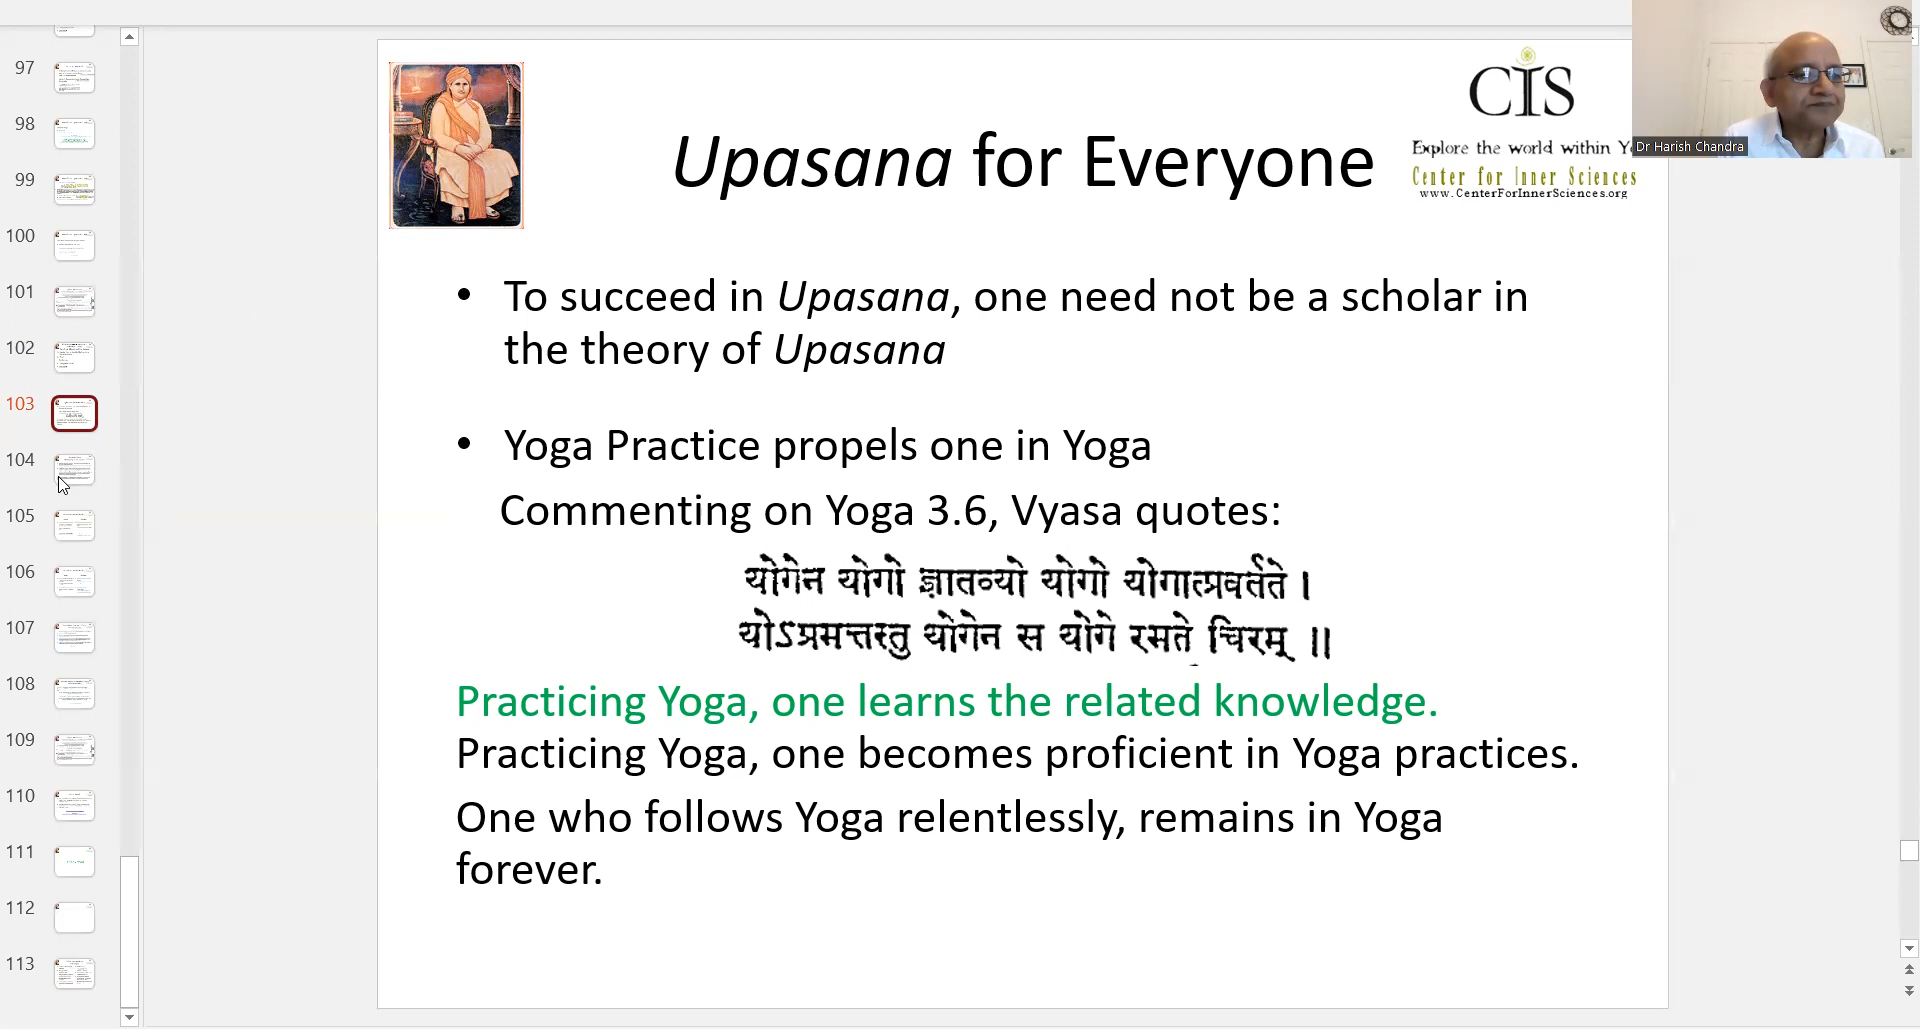 97
98
99
100
101
102
103
104
105
106
107
108
109
110
111
112
113
Upasana for Everyone
CIS
Explore the world within
Center for Inner Sciences
www.CenterForInnerSciences.org
Dr Harish Chandra
• To succeed in Upasana, one need not be a scholar in
the theory of Upasana
• Yoga Practice propels one in Yoga
Commenting on Yoga 3.6, Vyasa quotes:
योगेन योगो ज्ञातव्यो योगो योगात्प्रवर्तते ।
योऽप्रमत्तस्तु योगेन स योगे रमते चिरम् ॥
Practicing Yoga, one learns the related knowledge.
Practicing Yoga, one becomes proficient in Yoga practices.
One who follows Yoga relentlessly, remains in Yoga
forever.